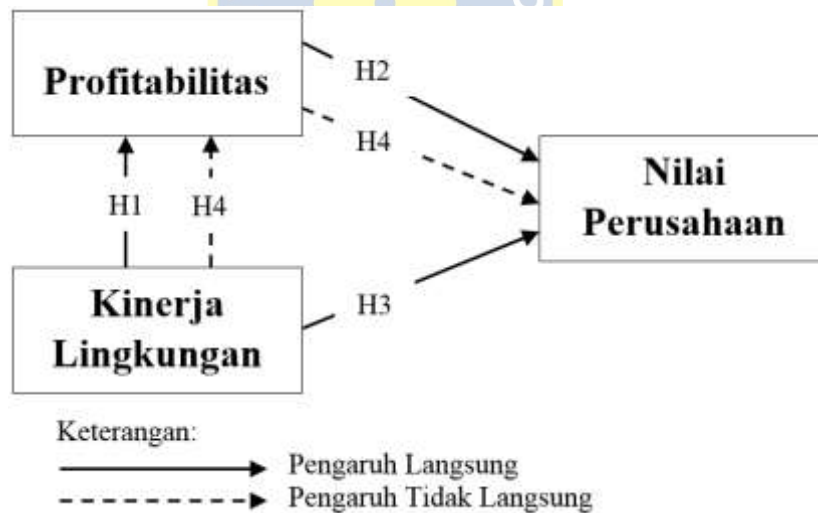 Profitabilitas
H2
H4
Nilai
Perusahaan
H1
H4
Kinerja
Lingkungan
H3
Keterangan:
Pengaruh Langsung
Pengaruh Tidak Langsung